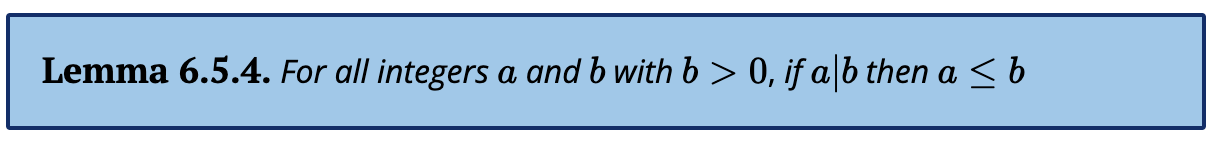 Lemma 6.5.4. For all integers a and b with b > 0, if a|b then a ≤ b